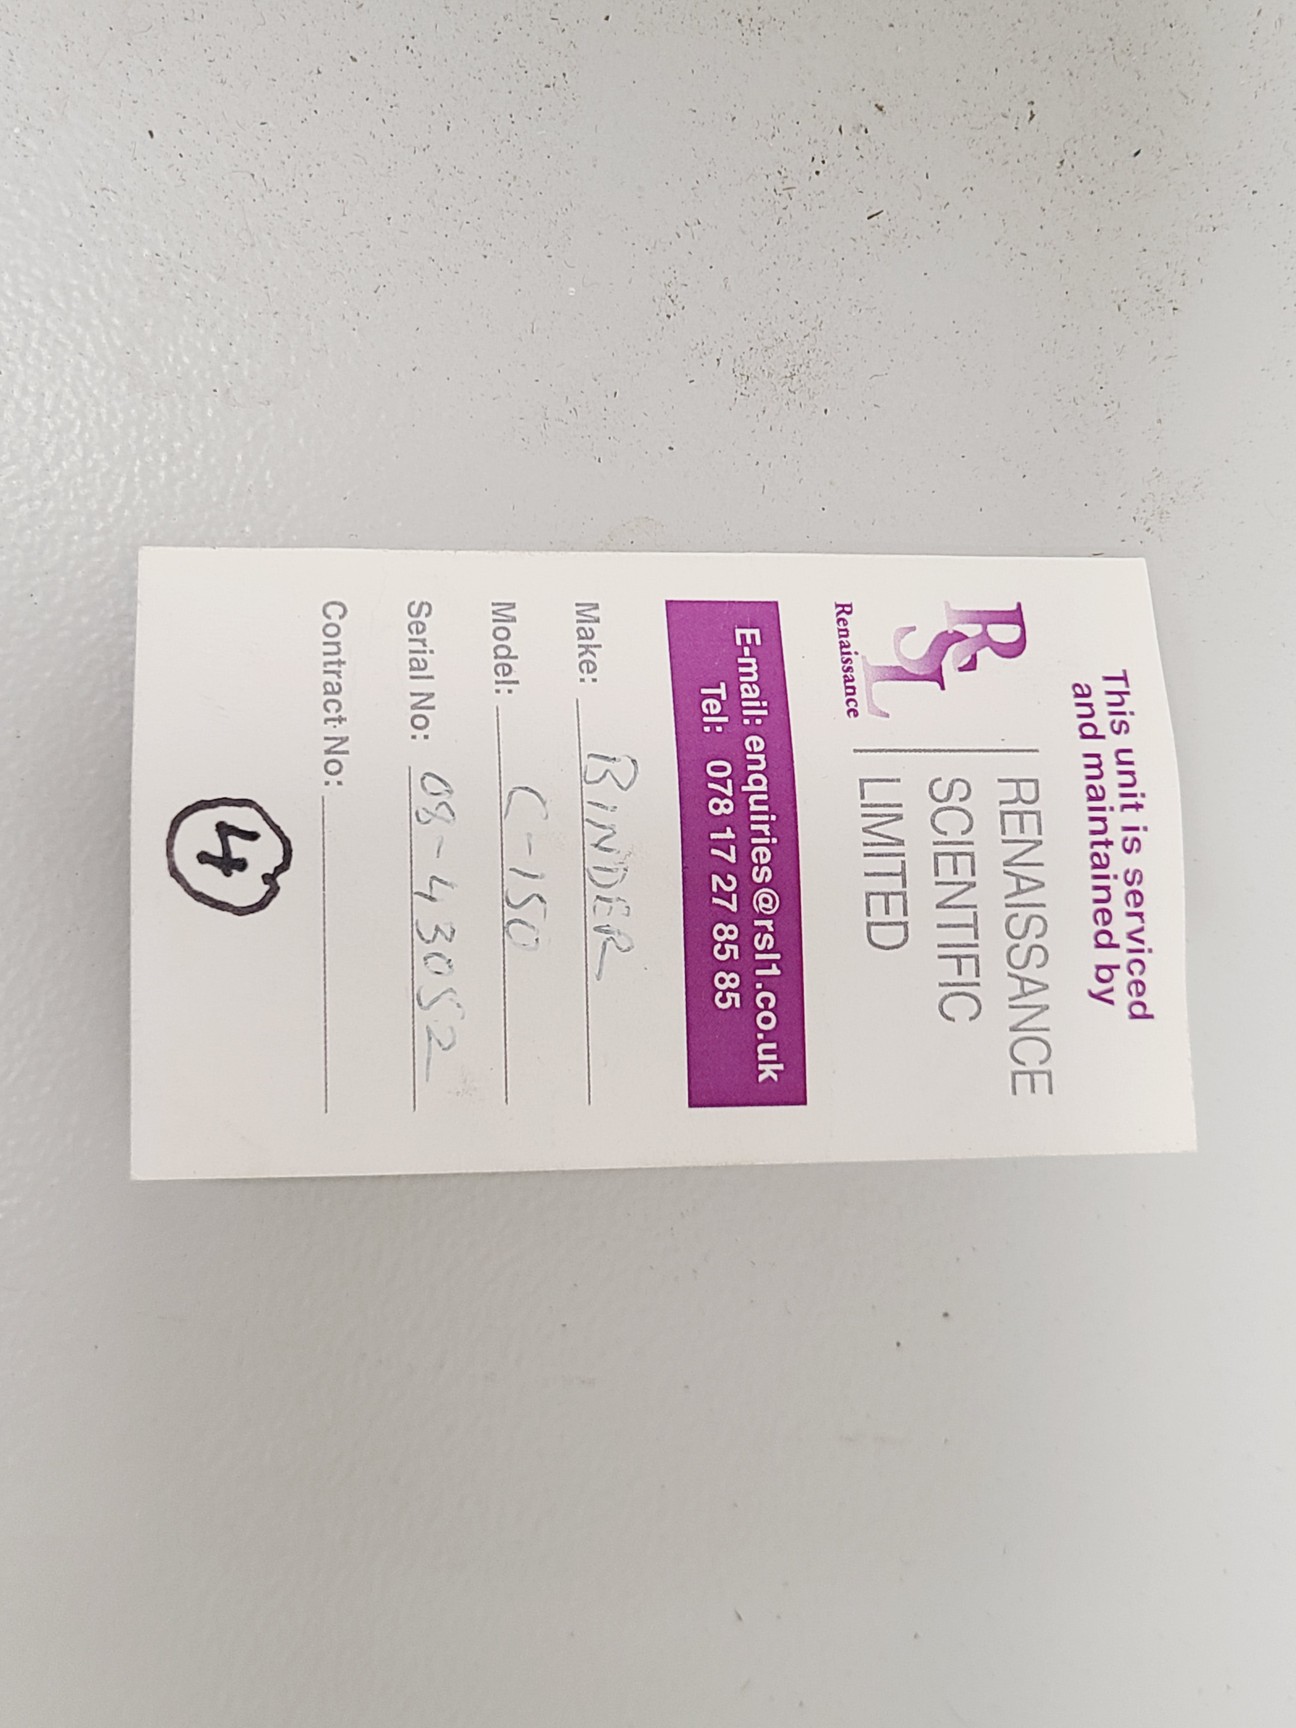 This unit is serviced
and maintained by
RSL
Renaissance
RENAISSANCE
SCIENTIFIC
LIMITED
E-mail: enquiries@rsl1.co.uk
Tel: 078 17 27 85 85
Make: BINDER
Model: C-150
Serial No: 08-43052
Contract No:
4